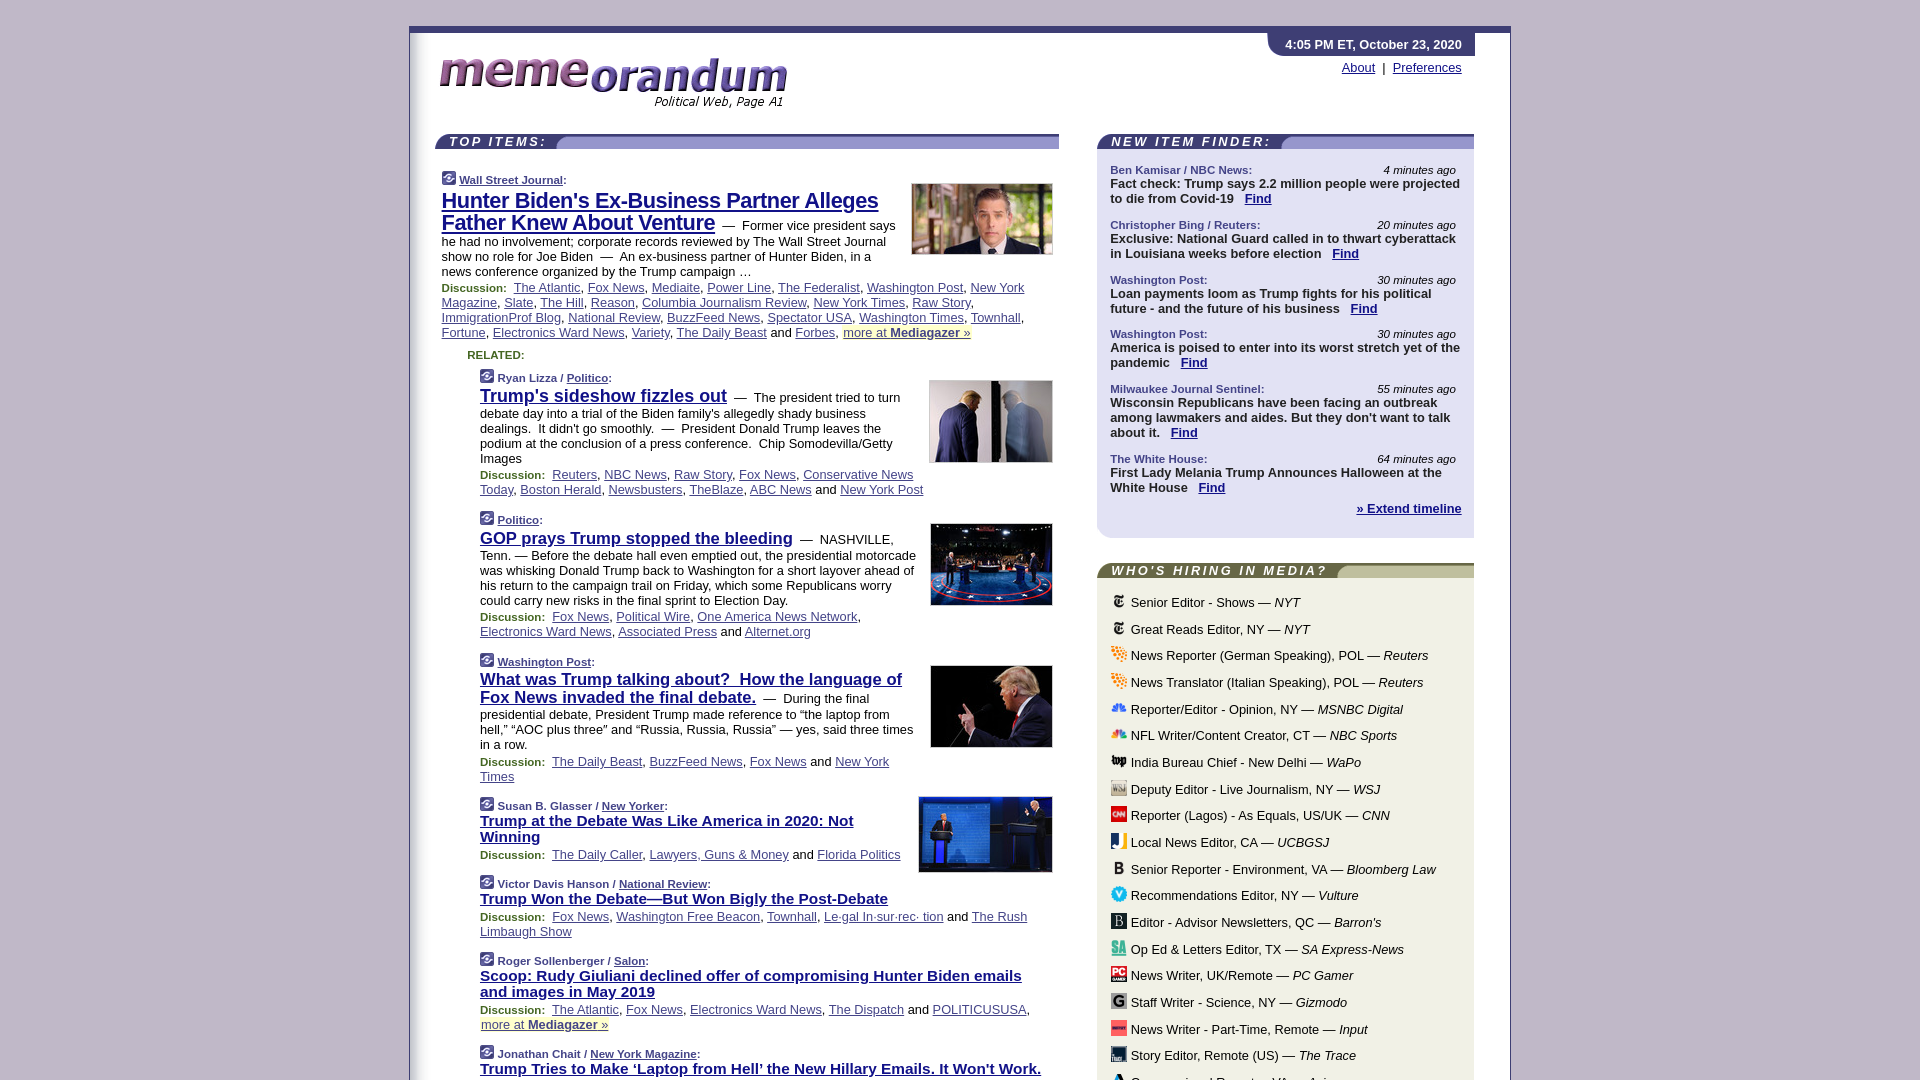 4:05 PM ET, October 23, 2020
About | Preferences
memeorandum
Political Web, Page A1
TOP ITEMS:
Wall Street Journal:
Hunter Biden's Ex-Business Partner Alleges
Father Knew About Venture — Former vice president says
he had no involvement; corporate records reviewed by The Wall Street Journal
show no role for Joe Biden — An ex-business partner of Hunter Biden, in a
news conference organized by the Trump campaign …
Discussion: The Atlantic, Fox News, Mediaite, Power Line, The Federalist, Washington Post, New York
Magazine, Slate, The Hill, Reason, Columbia Journalism Review, New York Times, Raw Story,
ImmigrationProf Blog, National Review, BuzzFeed News, Spectator USA, Washington Times, Townhall,
Fortune, Electronics Ward News, Variety, The Daily Beast and Forbes, more at Mediagazer »
RELATED:
Ryan Lizza / Politico:
Trump's sideshow fizzles out — The president tried to turn
debate day into a trial of the Biden family's allegedly shady business
dealings. It didn't go smoothly. — President Donald Trump leaves the
podium at the conclusion of a press conference. Chip Somodevilla/Getty
Images
Discussion: Reuters, NBC News, Raw Story, Fox News, Conservative News
Today, Boston Herald, Newsbusters, TheBlaze, ABC News and New York Post
Politico:
GOP prays Trump stopped the bleeding — NASHVILLE,
Tenn. — Before the debate hall even emptied out, the presidential motorcade
was whisking Donald Trump back to Washington for a short layover ahead of
his return to the campaign trail on Friday, which some Republicans worry
could carry new risks in the final sprint to Election Day.
Discussion: Fox News, Political Wire, One America News Network,
Electronics Ward News, Associated Press and Alternet.org
Washington Post:
What was Trump talking about? How the language of
Fox News invaded the final debate. — During the final
presidential debate, President Trump made reference to “the laptop from
hell,” “AOC plus three” and “Russia, Russia, Russia” — yes, said three times
in a row.
Discussion: The Daily Beast, BuzzFeed News, Fox News and New York
Times
Susan B. Glasser / New Yorker:
Trump at the Debate Was Like America in 2020: Not
Winning
Discussion: The Daily Caller, Lawyers, Guns & Money and Florida Politics
Victor Davis Hanson / National Review:
Trump Won the Debate—But Won Bigly the Post-Debate
Discussion: Fox News, Washington Free Beacon, Townhall, Le·gal In·sur·rec· tion and The Rush
Limbaugh Show
Roger Sollenberger / Salon:
Scoop: Rudy Giuliani declined offer of compromising Hunter Biden emails
and images in May 2019
Discussion: The Atlantic, Fox News, Electronics Ward News, The Dispatch and POLITICUSUSA,
more at Mediagazer »
Jonathan Chait / New York Magazine:
Trump Tries to Make ‘Laptop from Hell’ the New Hillary Emails. It Won't Work.
NEW ITEM FINDER:
Ben Kamisar / NBC News: 4 minutes ago
Fact check: Trump says 2.2 million people were projected
to die from Covid-19 Find
Christopher Bing / Reuters: 20 minutes ago
Exclusive: National Guard called in to thwart cyberattack
in Louisiana weeks before election Find
Washington Post: 30 minutes ago
Loan payments loom as Trump fights for his political
future - and the future of his business Find
Washington Post: 30 minutes ago
America is poised to enter into its worst stretch yet of the
pandemic Find
Milwaukee Journal Sentinel: 55 minutes ago
Wisconsin Republicans have been facing an outbreak
among lawmakers and aides. But they don't want to talk
about it. Find
The White House: 64 minutes ago
First Lady Melania Trump Announces Halloween at the
White House Find
» Extend timeline
WHO'S HIRING IN MEDIA?
Senior Editor - Shows — NYT
Great Reads Editor, NY — NYT
News Reporter (German Speaking), POL — Reuters
News Translator (Italian Speaking), POL — Reuters
Reporter/Editor - Opinion, NY — MSNBC Digital
NFL Writer/Content Creator, CT — NBC Sports
India Bureau Chief - New Delhi — WaPo
Deputy Editor - Live Journalism, NY — WSJ
Reporter (Lagos) - As Equals, US/UK — CNN
Local News Editor, CA — UCBGSJ
Senior Reporter - Environment, VA — Bloomberg Law
Recommendations Editor, NY — Vulture
Editor - Advisor Newsletters, QC — Barron's
Op Ed & Letters Editor, TX — SA Express-News
News Writer, UK/Remote — PC Gamer
Staff Writer - Science, NY — Gizmodo
News Writer - Part-Time, Remote — Input
Story Editor, Remote (US) — The Trace